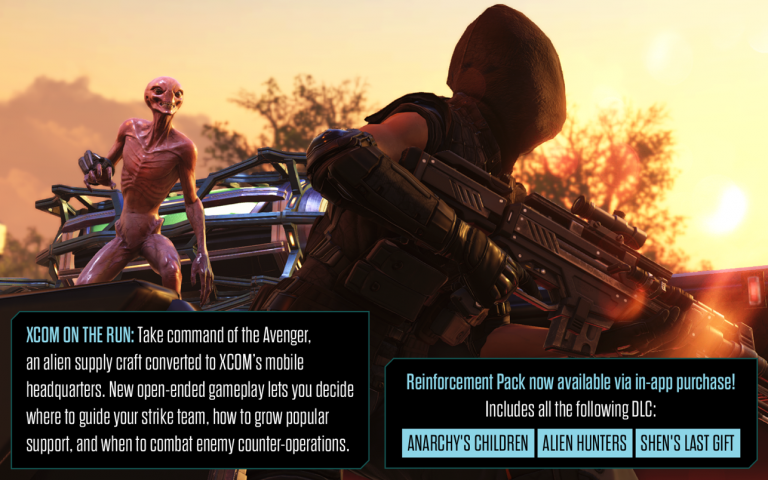 XCOM ON THE RUN: Take command of the Avenger,
an alien supply craft converted to XCOM's mobile
headquarters. New open-ended gameplay lets you decide
where to guide your strike team, how to grow popular
support, and when to combat enemy counter-operations.
Reinforcement Pack now available via in-app purchase!
Includes all the following DLC:
ANARCHY'S CHILDREN ALIEN HUNTERS SHEN'S LAST GIFT